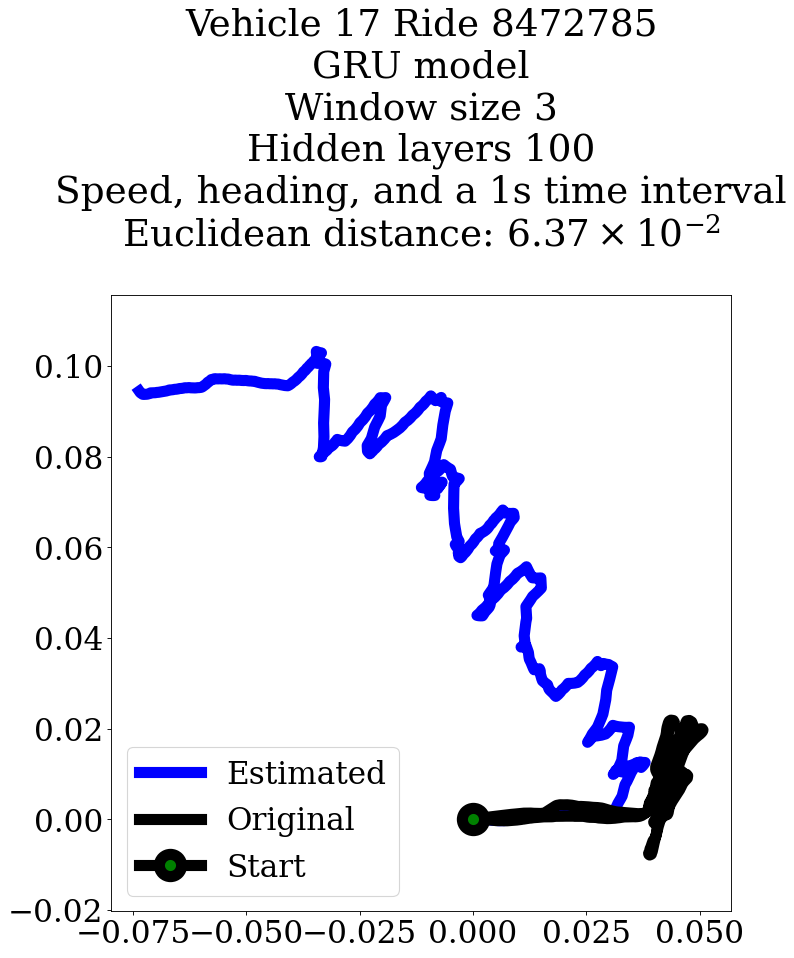 Vehicle 17 Ride 8472785
GRU model
Window size 3
Hidden layers 100
Speed, heading, and a 1s time interval
Euclidean distance: 6.37 × 10⁻²
0.10
0.08
0.06
0.04
0.02
0.00
−0.02
Estimated
Original
Start
−0.075 −0.050 −0.025 0.000 0.025 0.050